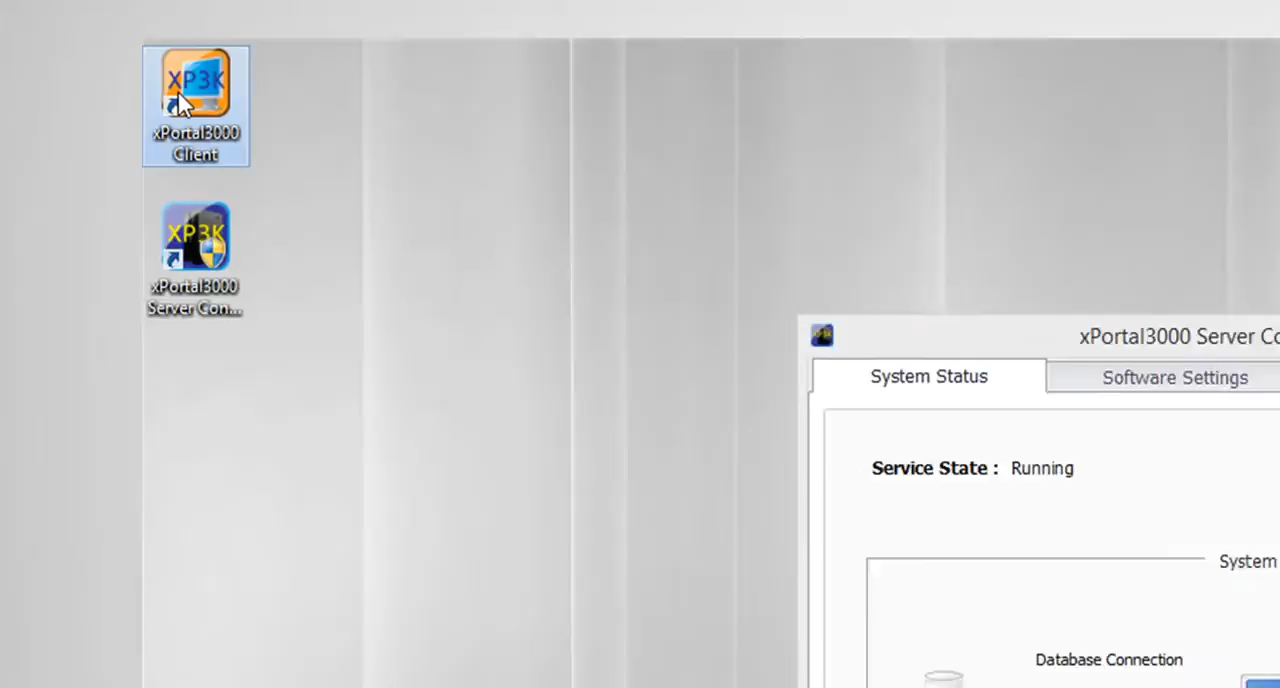 XP3K
xPortal3000
Client
XP3K
xPortal3000
Server Con...
xPortal3000 Server Co
System Status
Software Settings
Service State : Running
System
Database Connection